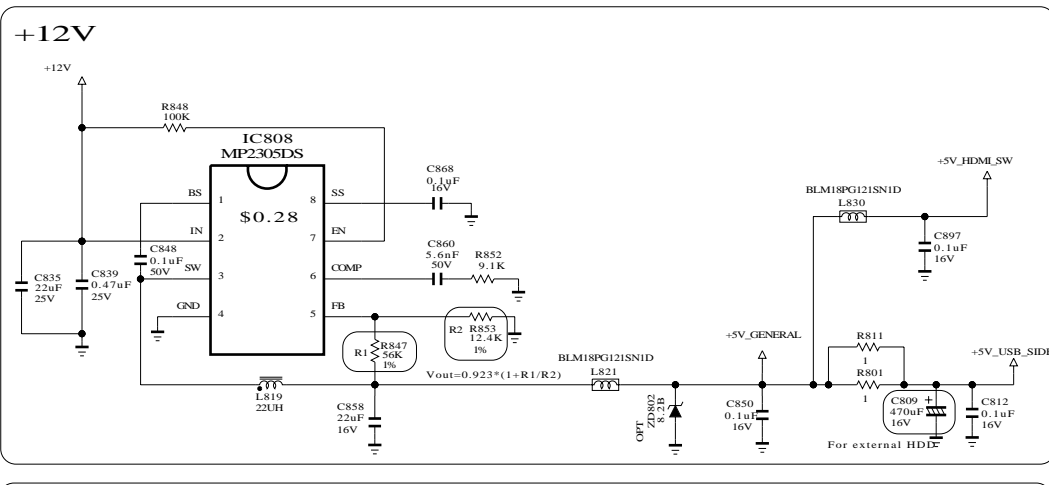 +12V
+12V
R848
100K
IC808
MP2305DS
$0.28
BS
1
IN
2
SW
3
GND
4
8
SS
7
EN
6
COMP
5
FB
C835
22uF
25V
C839
0.47uF
25V
C848
0.1uF
50V
C868
0.1uF
16V
C860
5.6nF
50V
R852
9.1K
R2
R853
12.4K
1%
R1
R847
56K
1%
Vout=0.923*(1+R1/R2)
L819
22UH
C858
22uF
16V
BLM18PG121SN1D
L821
OPT
ZD802
8.2B
+5V_GENERAL
C850
0.1uF
16V
BLM18PG121SN1D
L830
+5V_HDMI_SW
C897
0.1uF
16V
R811
1
R801
1
+5V_USB_SIDE
C809
470uF
16V
+
C812
0.1uF
16V
For external HDD